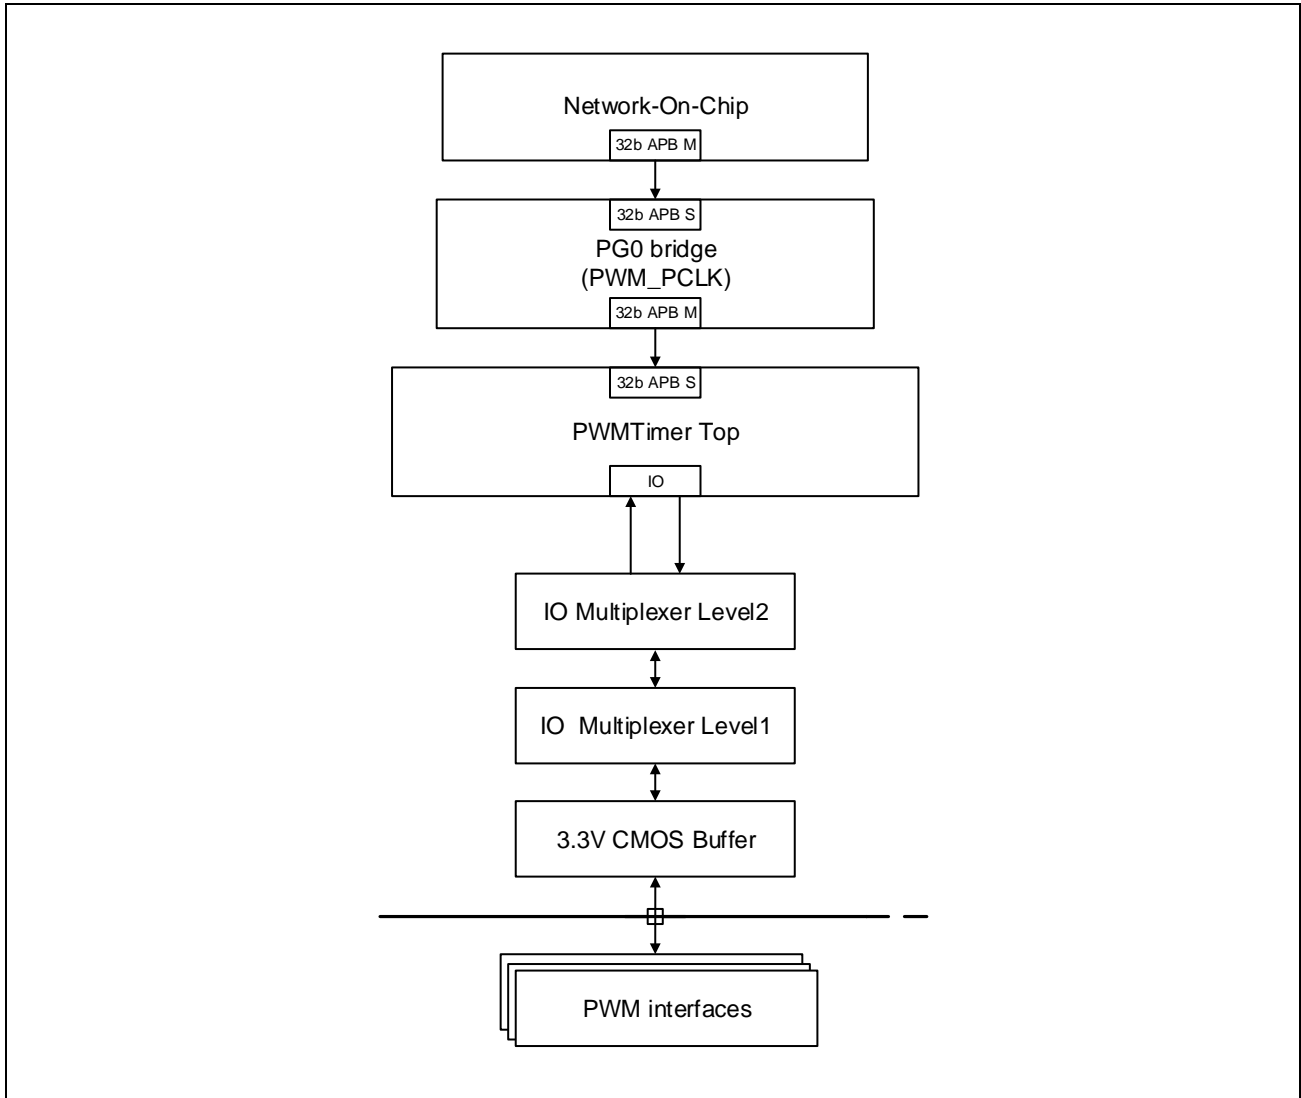 Network-On-Chip
32b APB M
32b APB S
PG0 bridge
(PWM_PCLK)
32b APB M
32b APB S
PWMTimer Top
IO
IO Multiplexer Level2
IO  Multiplexer Level1
3.3V CMOS Buffer
PWM interfaces